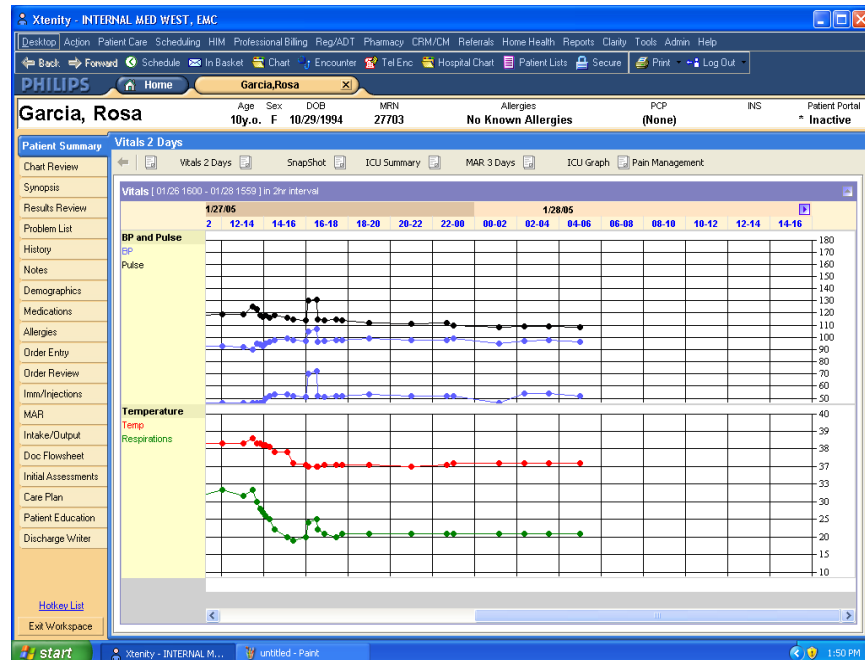 Xtenity - INTERNAL MED WEST, EMC
Desktop Action Patient Care Scheduling HIM Professional Billing Reg/ADT Pharmacy CRM/CM Referrals Home Health Reports Clarity Tools Admin Help
Back Forward Schedule In Basket Chart Encounter Tel Enc Hospital Chart Patient Lists Secure Print Log Out
PHILIPS Home Garcia,Rosa X
Age Sex DOB MRN Allergies PCP INS Patient Portal
Garcia, Rosa 10y.o. F 10/29/1994 27703 No Known Allergies (None) * Inactive
Patient Summary
Chart Review
Synopsis
Results Review
Problem List
History
Notes
Demographics
Medications
Allergies
Order Entry
Order Review
Imm/Injections
MAR
Intake/Output
Doc Flowsheet
Initial Assessments
Care Plan
Patient Education
Discharge Writer
Hotkey List
Exit Workspace
Vitals 2 Days
Vitals 2 Days SnapShot ICU Summary MAR 3 Days ICU Graph Pain Management
Vitals [ 01/26 1600 - 01/28 1559 ] in 2hr interval
1/27/05 1/28/05
2 12-14 14-16 16-18 18-20 20-22 22-00 00-02 02-04 04-06 06-08 08-10 10-12 12-14 14-16
BP and Pulse
BP
Pulse
180
170
160
150
140
130
120
110
100
90
80
70
60
50
Temperature
Temp
Respirations
40
39
38
37
33
30
25
20
15
10
start Xtenity - INTERNAL M... untitled - Paint 1:50 PM